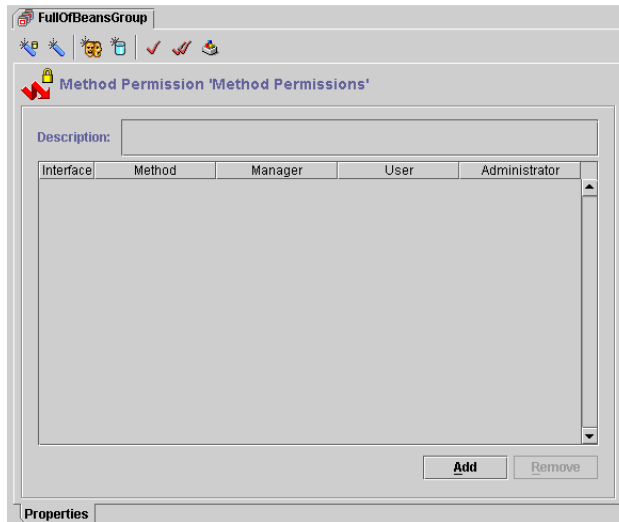 FullOfBeansGroup
Method Permission 'Method Permissions'
Description:
Interface Method Manager User Administrator
Add Remove
Properties